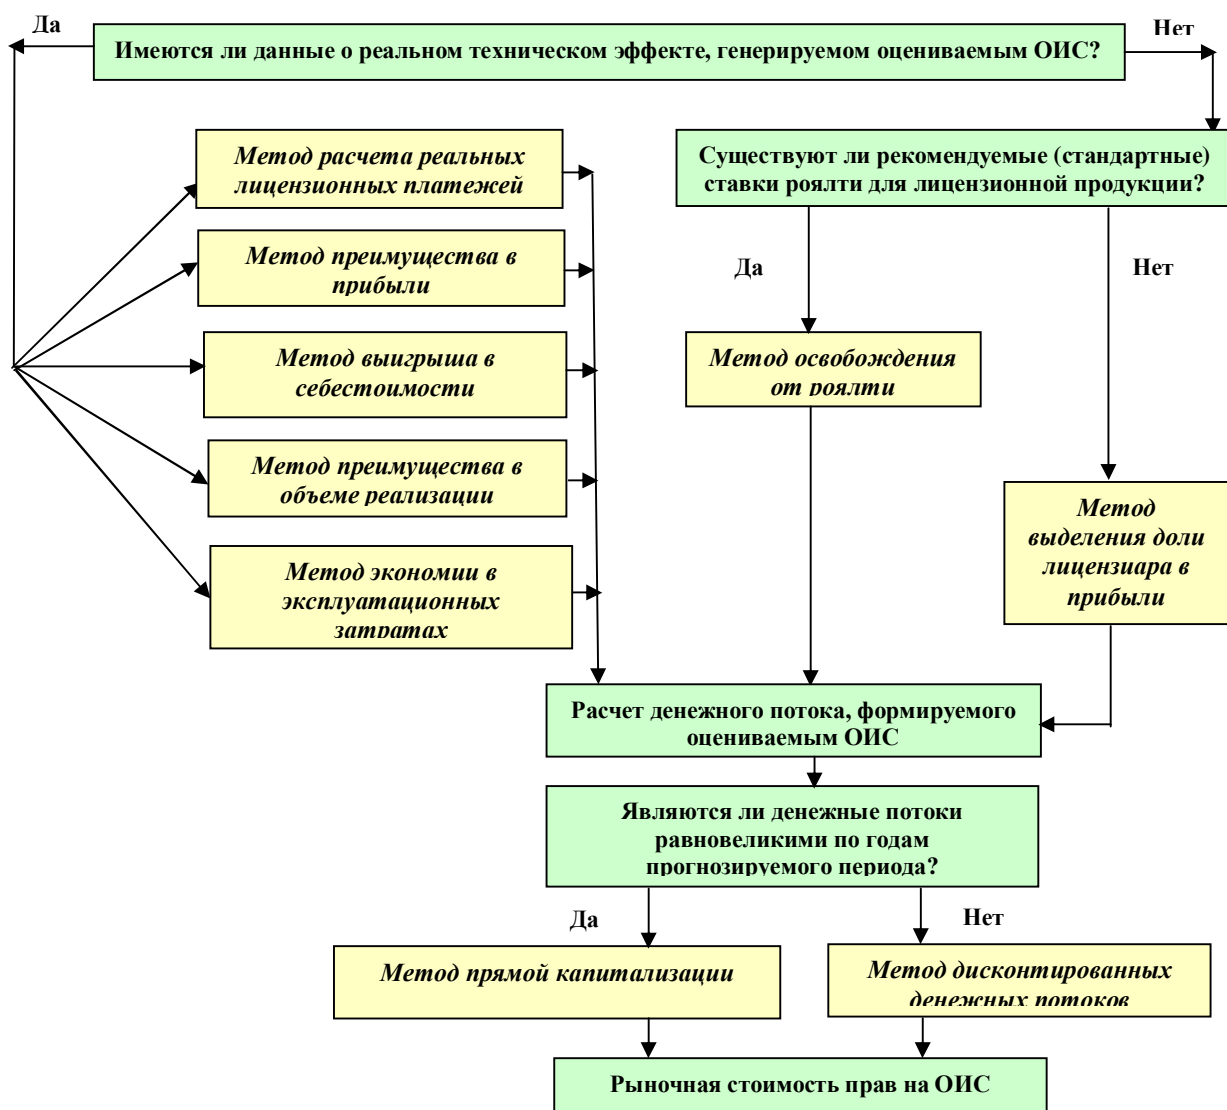 Да
Нет
Имеются ли данные о реальном техническом эффекте, генерируемом оцениваемым ОИС?
Метод расчета реальных
лицензионных платежей
Существуют ли рекомендуемые (стандартные)
ставки роялти для лицензионной продукции?
Метод преимущества в
прибыли
Да
Нет
Метод выигрыша в
себестоимости
Метод освобождения
от роялти
Метод преимущества в
объеме реализации
Метод
выделения доли
лицензиара в
прибыли
Метод экономии в
эксплуатационных
затратах
Расчет денежного потока, формируемого
оцениваемым ОИС
Являются ли денежные потоки
равновеликими по годам
прогнозируемого периода?
Да
Нет
Метод прямой капитализации
Метод дисконтированных
денежных потоков
Рыночная стоимость прав на ОИС